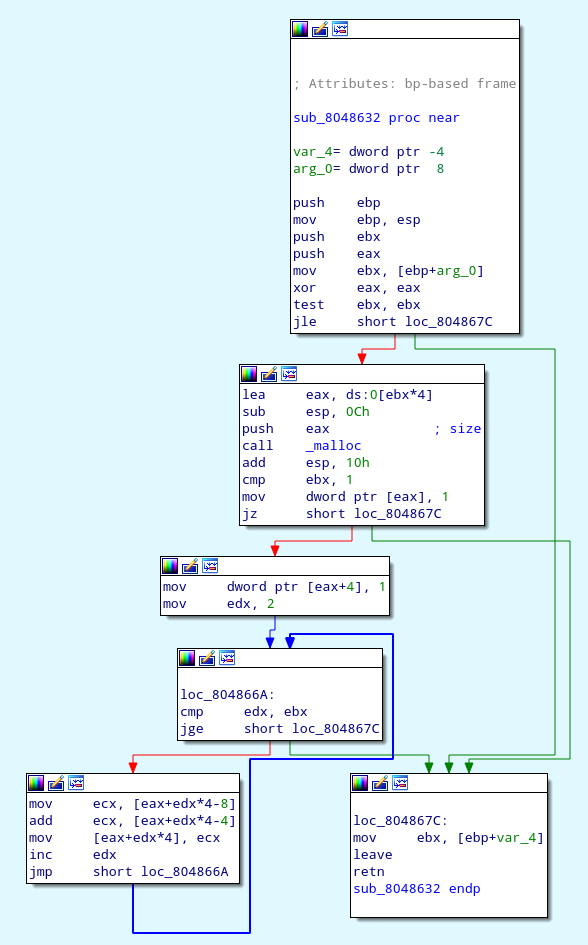 ; Attributes: bp-based frame
sub_8048632 proc near
var_4= dword ptr -4
arg_0= dword ptr  8
push    ebp
mov     ebp, esp
push    ebx
push    eax
mov     ebx, [ebp+arg_0]
xor     eax, eax
test    ebx, ebx
jle     short loc_804867C
lea     eax, ds:0[ebx*4]
sub     esp, 0Ch
push    eax             ; size
call    _malloc
add     esp, 10h
cmp     ebx, 1
mov     dword ptr [eax], 1
jz      short loc_804867C
mov     dword ptr [eax+4], 1
mov     edx, 2
loc_804866A:
cmp     edx, ebx
jge     short loc_804867C
mov     ecx, [eax+edx*4-8]
add     ecx, [eax+edx*4-4]
mov     [eax+edx*4], ecx
inc     edx
jmp     short loc_804866A
loc_804867C:
mov     ebx, [ebp+var_4]
leave
retn
sub_8048632 endp